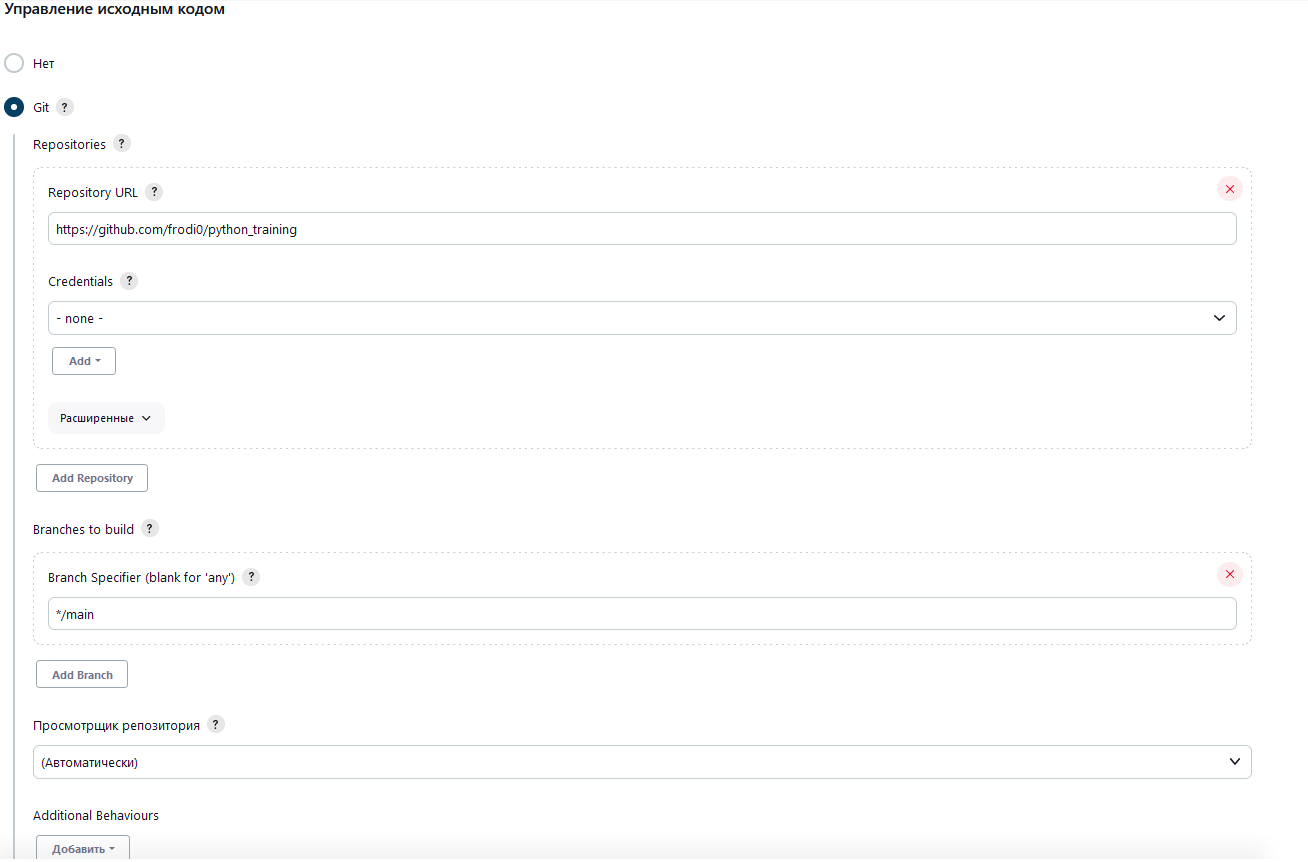 Управление исходным кодом
Нет
Git ?
Repositories ?
Repository URL ?
https://github.com/frodi0/python_training
Credentials ?
- none -
Add
Расширенные
Add Repository
Branches to build ?
Branch Specifier (blank for 'any') ?
*/main
Add Branch
Просмотрщик репозитория ?
(Автоматически)
Additional Behaviours
Добавить